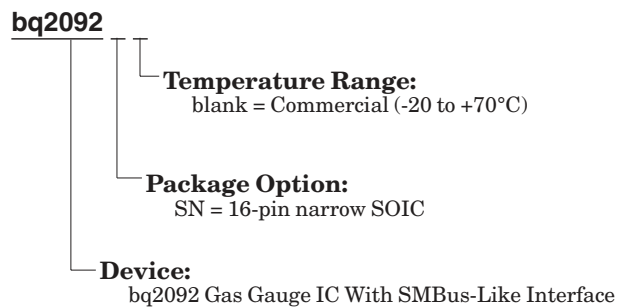 bq2092
Temperature Range:
blank = Commercial (-20 to +70°C)
Package Option:
SN = 16-pin narrow SOIC
Device:
bq2092 Gas Gauge IC With SMBus-Like Interface